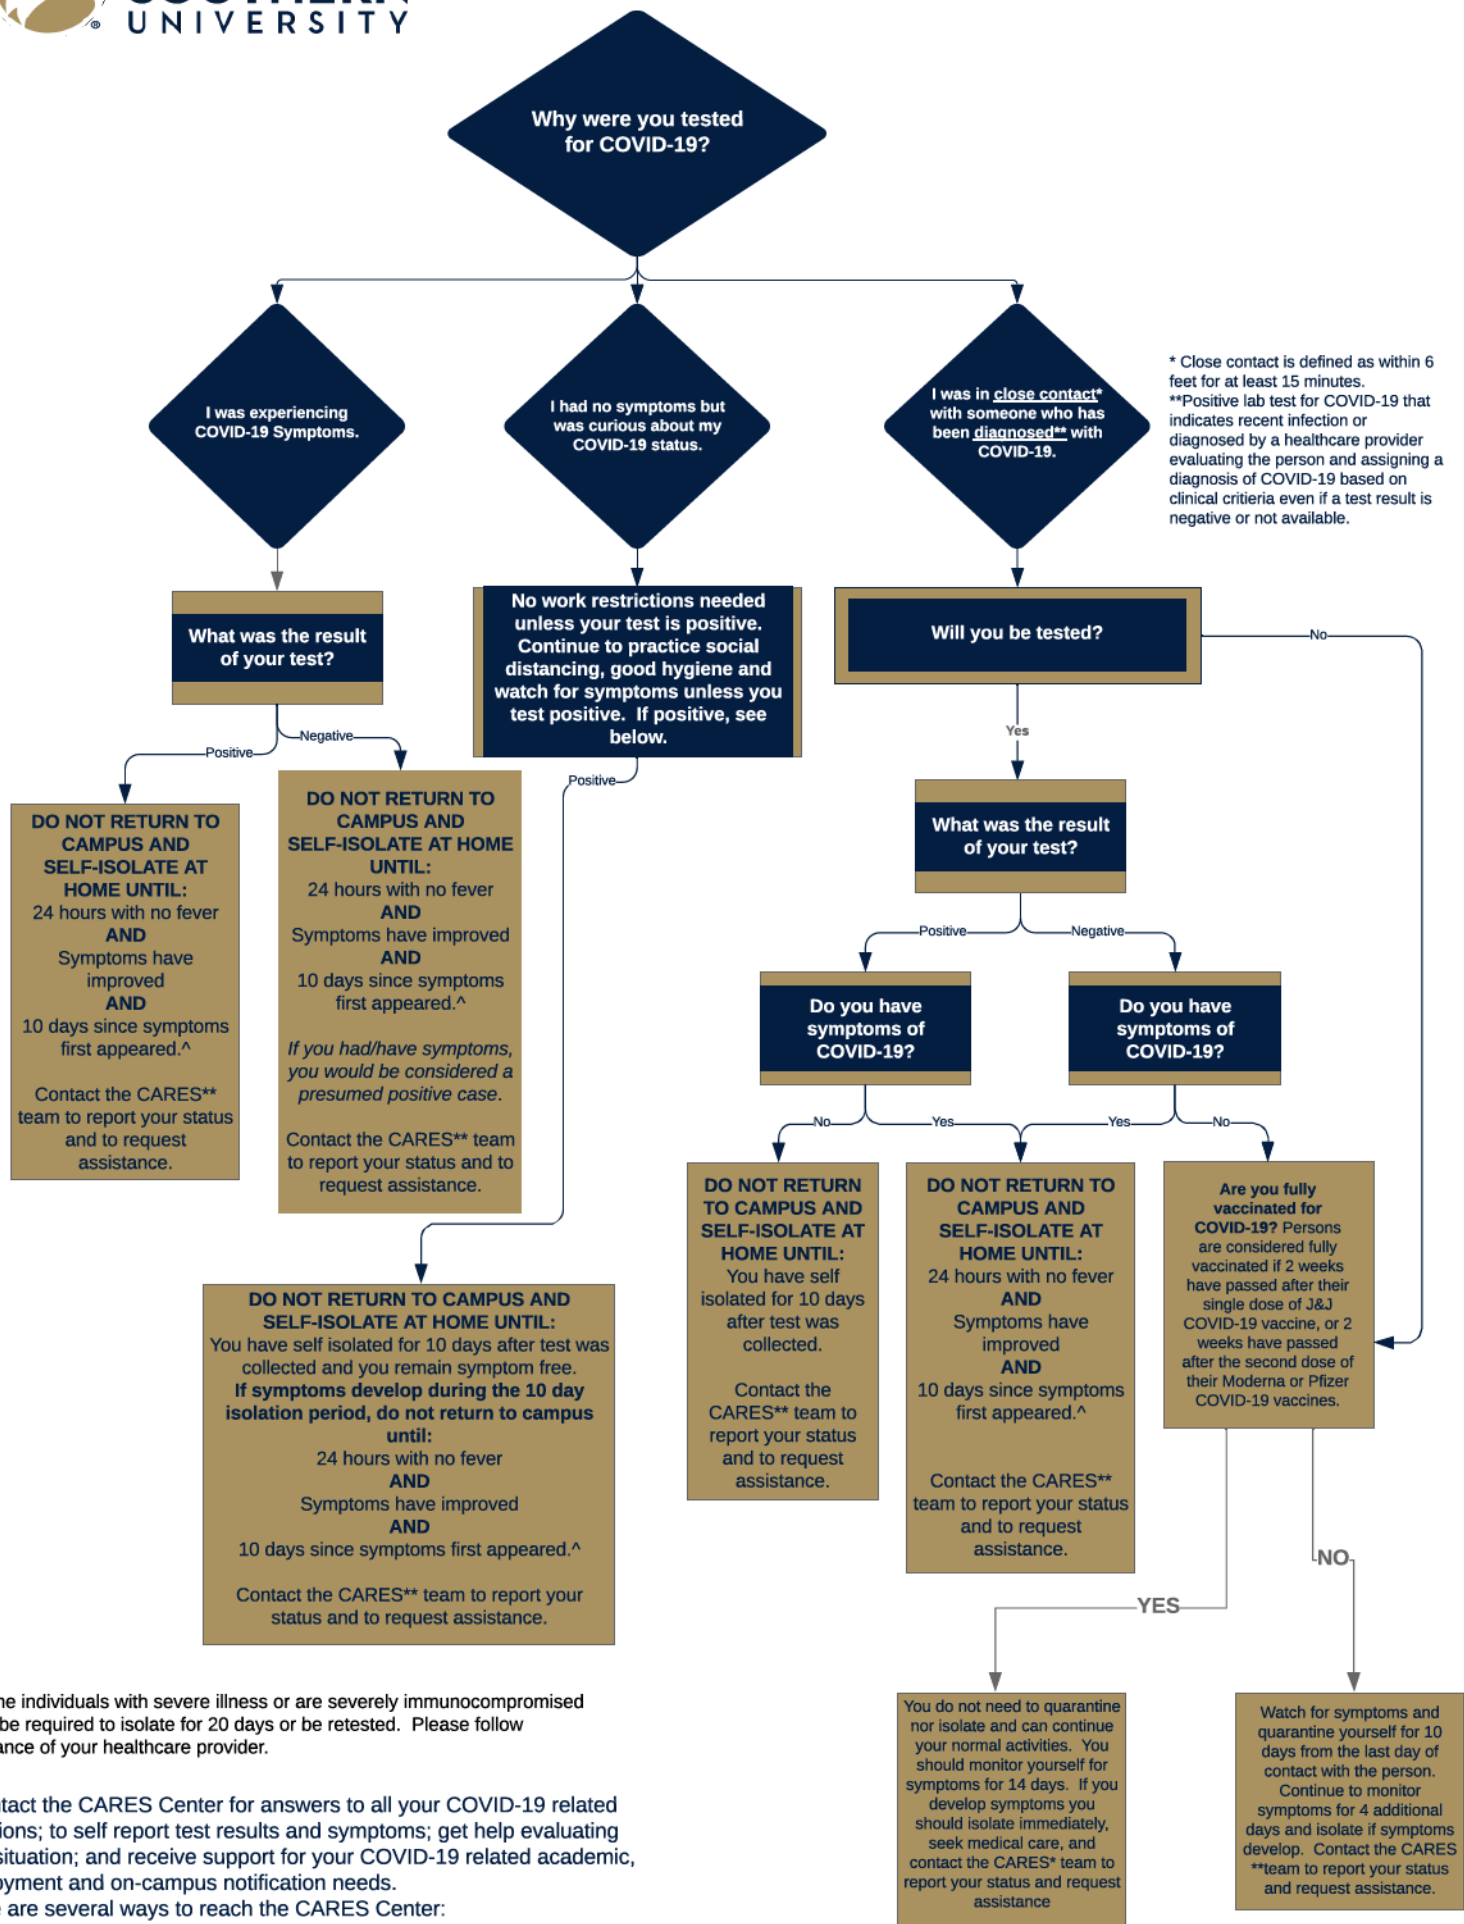 UNIVERSITY
®
Why were you tested
for COVID-19?
I was experiencing
COVID-19 Symptoms.
I had no symptoms but
was curious about my
COVID-19 status.
I was in close contact*
with someone who has
been diagnosed** with
COVID-19.
* Close contact is defined as within 6
feet for at least 15 minutes.
**Positive lab test for COVID-19 that
indicates recent infection or
diagnosed by a healthcare provider
evaluating the person and assigning a
diagnosis of COVID-19 based on
clinical critieria even if a test result is
negative or not available.
What was the result
of your test?
No work restrictions needed
unless your test is positive.
Continue to practice social
distancing, good hygiene and
watch for symptoms unless you
test positive. If positive, see
below.
Will you be tested?
No
Positive
Negative
Positive
Yes
DO NOT RETURN TO
CAMPUS AND
SELF-ISOLATE AT
HOME UNTIL:
24 hours with no fever
AND
Symptoms have
improved
AND
10 days since symptoms
first appeared.^
Contact the CARES**
team to report your status
and to request
assistance.
DO NOT RETURN TO
CAMPUS AND
SELF-ISOLATE AT HOME
UNTIL:
24 hours with no fever
AND
Symptoms have improved
AND
10 days since symptoms
first appeared.^
If you had/have symptoms,
you would be considered a
presumed positive case.
Contact the CARES** team
to report your status and to
request assistance.
What was the result
of your test?
Positive
Negative
Do you have
symptoms of
COVID-19?
Do you have
symptoms of
COVID-19?
No
Yes
Yes
No
DO NOT RETURN
TO CAMPUS AND
SELF-ISOLATE AT
HOME UNTIL:
You have self
isolated for 10 days
after test was
collected.
Contact the
CARES** team to
report your status
and to request
assistance.
DO NOT RETURN TO
CAMPUS AND
SELF-ISOLATE AT
HOME UNTIL:
24 hours with no fever
AND
Symptoms have
improved
AND
10 days since symptoms
first appeared.^
Contact the CARES**
team to report your status
and to request
assistance.
Are you fully
vaccinated for
COVID-19? Persons
are considered fully
vaccinated if 2 weeks
have passed after their
single dose of J&J
COVID-19 vaccine, or 2
weeks have passed
after the second dose of
their Moderna or Pfizer
COVID-19 vaccines.
DO NOT RETURN TO CAMPUS AND
SELF-ISOLATE AT HOME UNTIL:
You have self isolated for 10 days after test was
collected and you remain symptom free.
If symptoms develop during the 10 day
isolation period, do not return to campus
until:
24 hours with no fever
AND
Symptoms have improved
AND
10 days since symptoms first appeared.^
Contact the CARES** team to report your
status and to request assistance.
YES
NO
You do not need to quarantine
nor isolate and can continue
your normal activities. You
should monitor yourself for
symptoms for 14 days. If you
develop symptoms you
should isolate immediately,
seek medical care, and
contact the CARES* team to
report your status and request
assistance
Watch for symptoms and
quarantine yourself for 10
days from the last day of
contact with the person.
Continue to monitor
symptoms for 4 additional
days and isolate if symptoms
develop. Contact the CARES
**team to report your status
and request assistance.
individuals with severe illness or are severely immunocompromised
be required to isolate for 20 days or be retested. Please follow
of your healthcare provider.
the CARES Center for answers to all your COVID-19 related
to self report test results and symptoms; get help evaluating
situation; and receive support for your COVID-19 related academic,
and on-campus notification needs.
are several ways to reach the CARES Center: